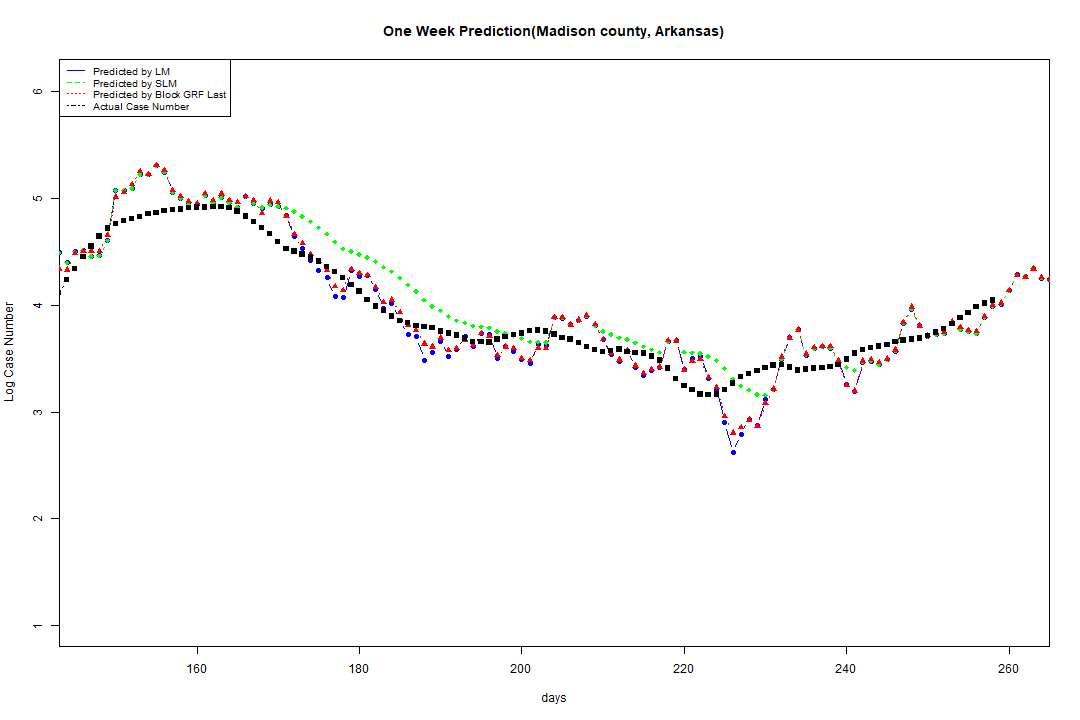 One Week Prediction(Madison county, Arkansas)
Predicted by LM
Predicted by SLM
Predicted by Block GRF Last
Actual Case Number
6
5
4
3
2
1
Log Case Number
160 180 200 220 240 260
days